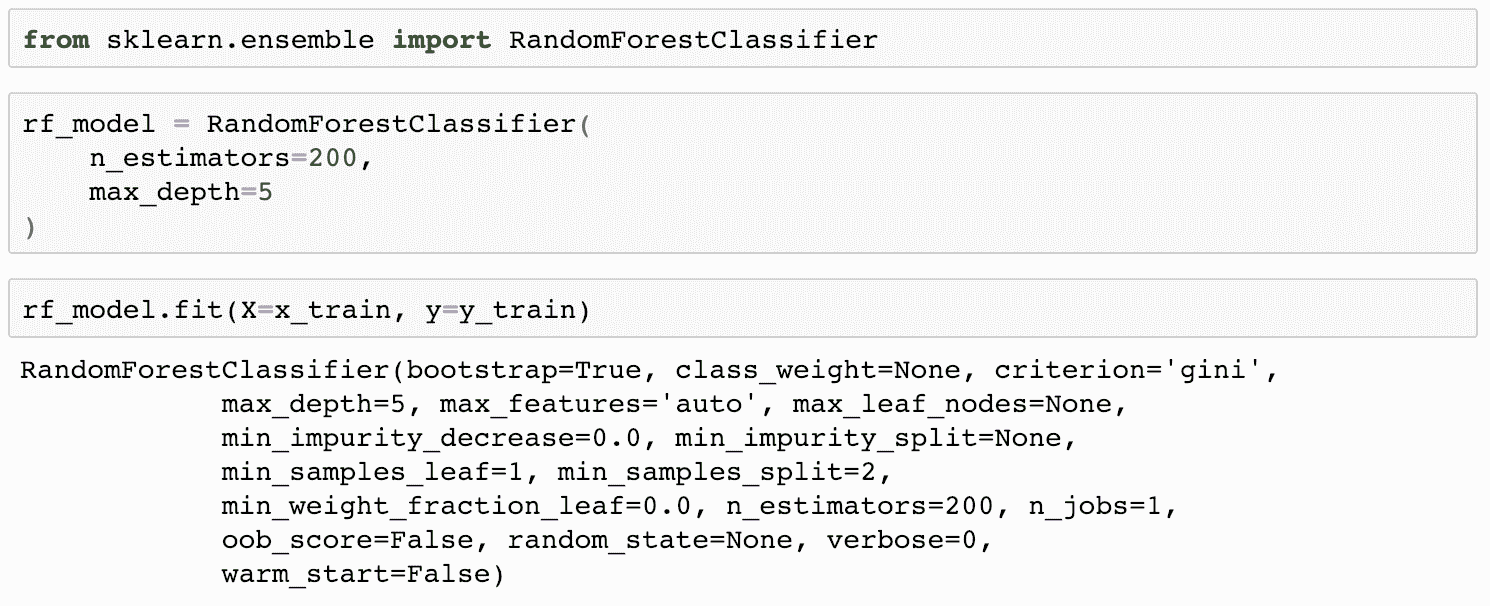 from sklearn.ensemble import RandomForestClassifier
rf_model = RandomForestClassifier(
    n_estimators=200,
    max_depth=5
)
rf_model.fit(X=x_train, y=y_train)
RandomForestClassifier(bootstrap=True, class_weight=None, criterion='gini',
            max_depth=5, max_features='auto', max_leaf_nodes=None,
            min_impurity_decrease=0.0, min_impurity_split=None,
            min_samples_leaf=1, min_samples_split=2,
            min_weight_fraction_leaf=0.0, n_estimators=200, n_jobs=1,
            oob_score=False, random_state=None, verbose=0,
            warm_start=False)